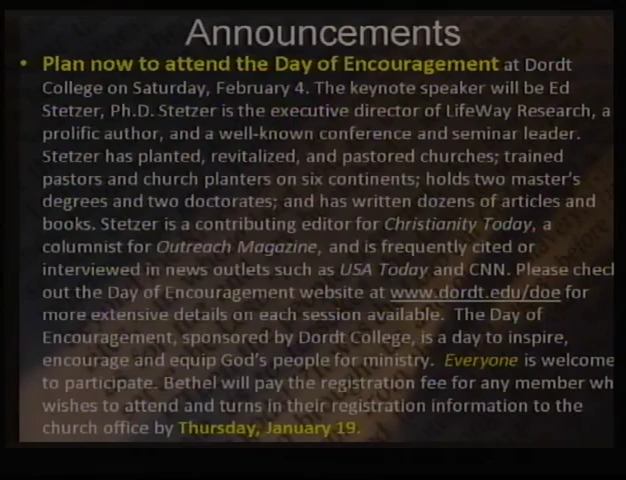 Announcements
• Plan now to attend the Day of Encouragement at Dordt
College on Saturday, February 4. The keynote speaker will be Ed
Stetzer, Ph.D. Stetzer is the executive director of LifeWay Research, a
prolific author, and a well-known conference and seminar leader.
Stetzer has planted, revitalized, and pastored churches; trained
pastors and church planters on six continents; holds two master's
degrees and two doctorates; and has written dozens of articles and
books. Stetzer is a contributing editor for Christianity Today, a
columnist for Outreach Magazine, and is frequently cited or
interviewed in news outlets such as USA Today and CNN. Please chec
out the Day of Encouragement website at www.dordt.edu/doe for
more extensive details on each session available. The Day of
Encouragement, sponsored by Dordt College, is a day to inspire,
encourage and equip God's people for ministry. Everyone is welcome
to participate. Bethel will pay the registration fee for any member wh
wishes to attend and turns in their registration information to the
church office by Thursday, January 19.